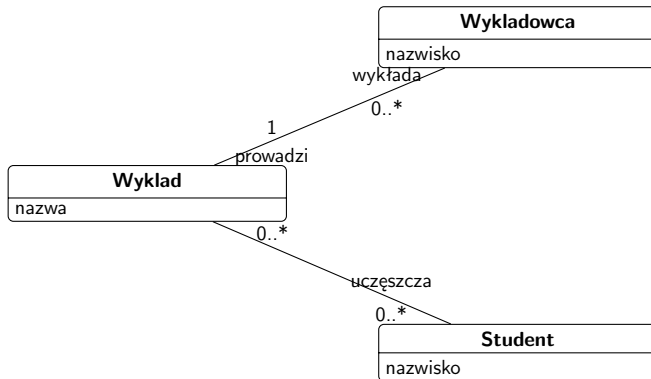 Wykladowca
nazwisko
wykłada
0..*
1
prowadzi
Wyklad
nazwa
0..*
uczęszcza
0..*
Student
nazwisko